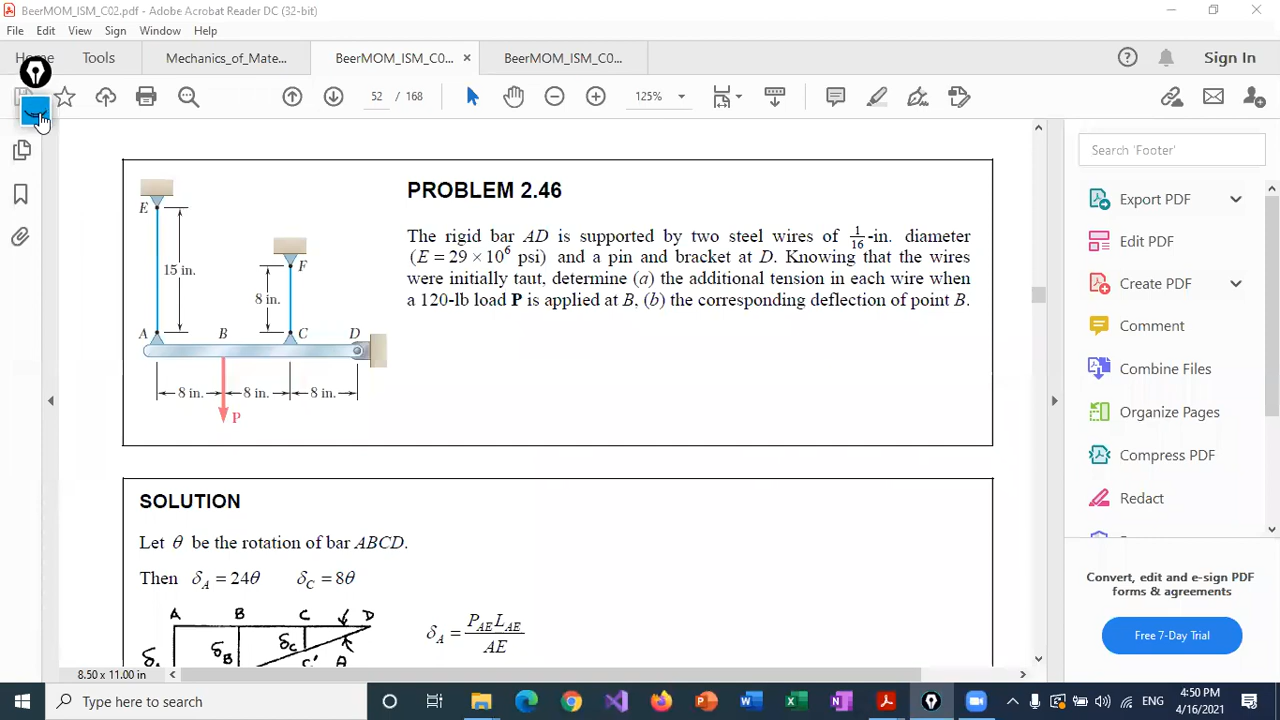 BeerMOM_ISM_C02.pdf - Adobe Acrobat Reader DC (32-bit)
File Edit View Sign Window Help
Home Tools Mechanics_of_Mate... BeerMOM_ISM_C0... × BeerMOM_ISM_C0... Sign In
52 / 168 125%
E
15 in.
F
8 in.
A B C D
8 in. 8 in. 8 in.
P
PROBLEM 2.46
The rigid bar AD is supported by two steel wires of 1/16-in. diameter
(E = 29 × 10⁶ psi) and a pin and bracket at D. Knowing that the wires
were initially taut, determine (a) the additional tension in each wire when
a 120-lb load P is applied at B, (b) the corresponding deflection of point B.
SOLUTION
Let θ be the rotation of bar ABCD.
Then δ_A = 24θ δ_C = 8θ
A B C D
δ_B δ_C
δ_A = P_AE L_AE / AE
8.50 x 11.00 in
Search 'Footer'
Export PDF
Edit PDF
Create PDF
Comment
Combine Files
Organize Pages
Compress PDF
Redact
Convert, edit and e-sign PDF
forms & agreements
Free 7-Day Trial
Type here to search
ENG
4:50 PM
4/16/2021